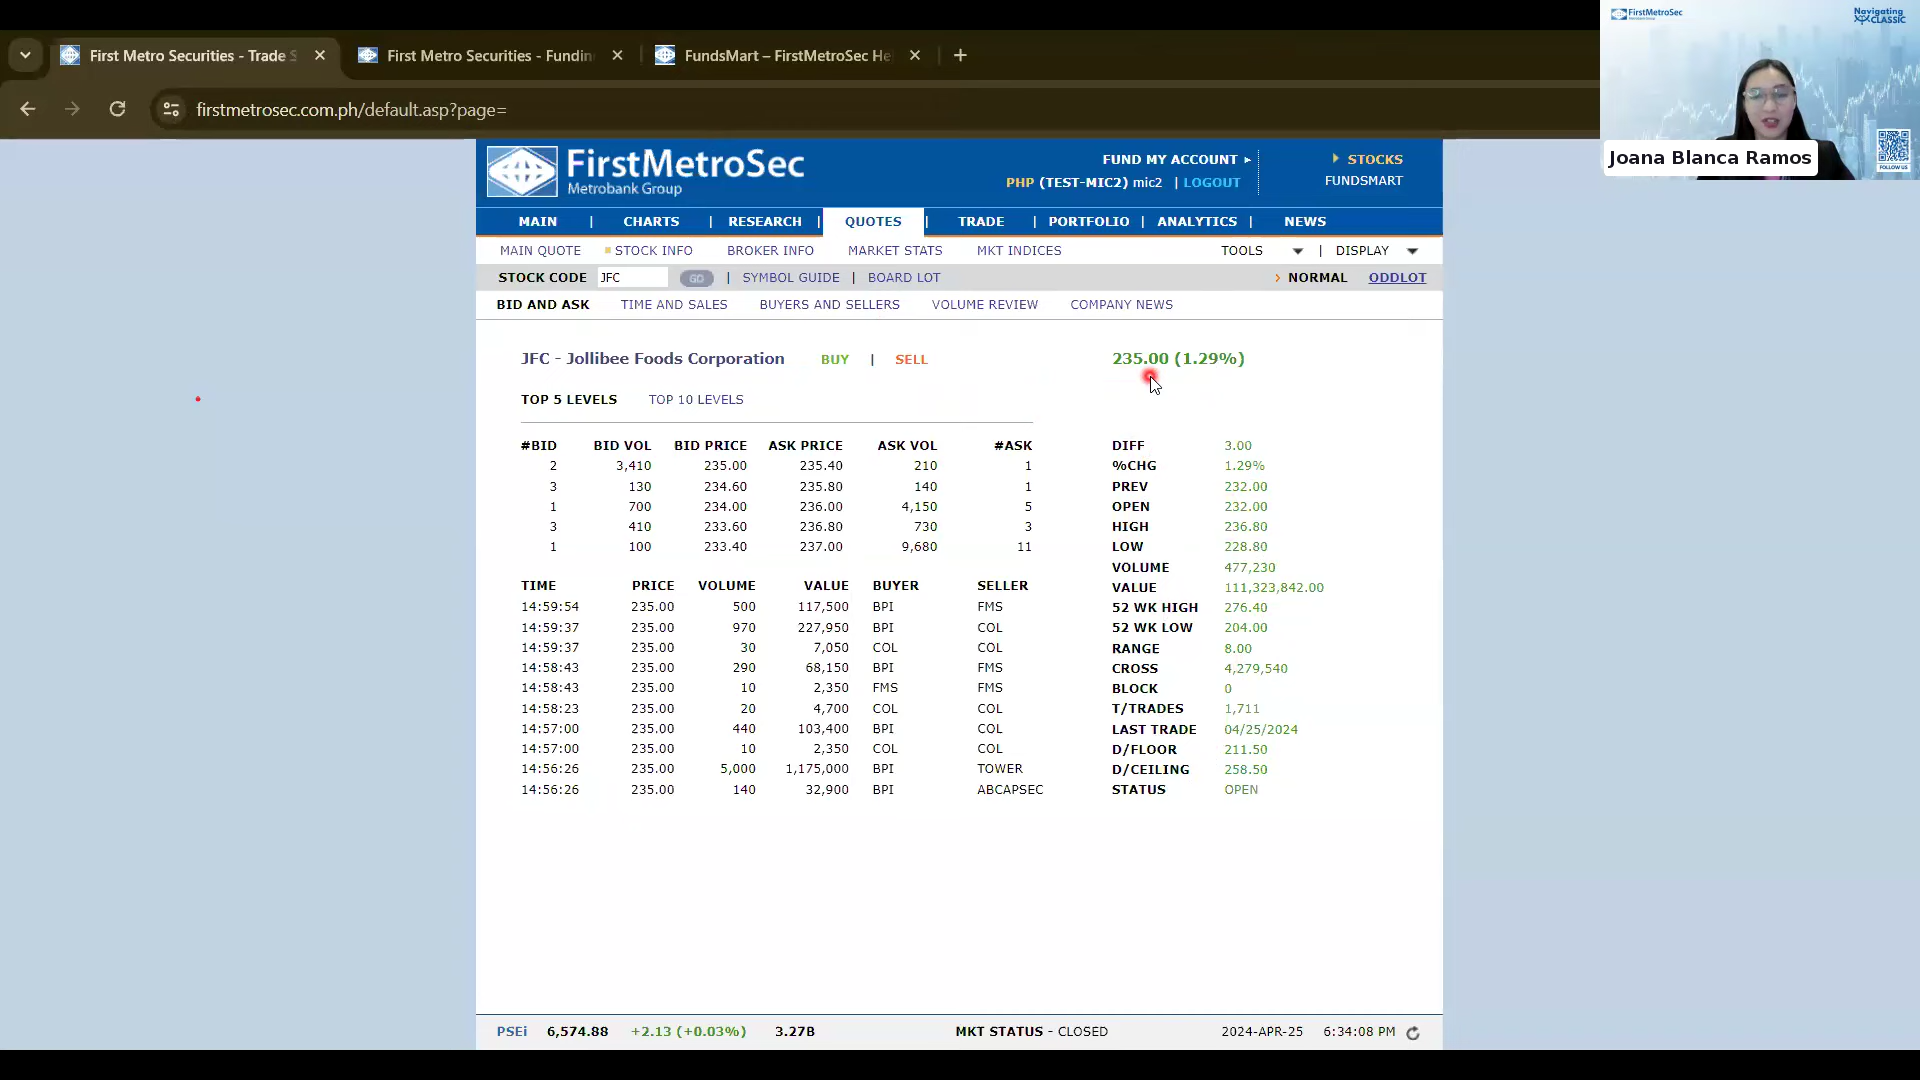 First Metro Securities - Trade S
First Metro Securities - Fundin
FundsMart – FirstMetroSec He
firstmetrosec.com.ph/default.asp?page=
FirstMetroSec
Navigating
CLASSIC
FOLLOW US
Joana Blanca Ramos
FirstMetroSec
Metrobank Group
FUND MY ACCOUNT
STOCKS
PHP (TEST-MIC2) mic2 | LOGOUT
FUNDSMART
MAIN | CHARTS | RESEARCH | QUOTES | TRADE | PORTFOLIO | ANALYTICS | NEWS
MAIN QUOTE STOCK INFO BROKER INFO MARKET STATS MKT INDICES TOOLS | DISPLAY
STOCK CODE JFC GO | SYMBOL GUIDE | BOARD LOT NORMAL ODDLOT
BID AND ASK TIME AND SALES BUYERS AND SELLERS VOLUME REVIEW COMPANY NEWS
JFC - Jollibee Foods Corporation BUY | SELL 235.00 (1.29%)
TOP 5 LEVELS TOP 10 LEVELS
#BID BID VOL BID PRICE ASK PRICE ASK VOL #ASK
2 3,410 235.00 235.40 210 1
3 130 234.60 235.80 140 1
1 700 234.00 236.00 4,150 5
3 410 233.60 236.80 730 3
1 100 233.40 237.00 9,680 11
TIME PRICE VOLUME VALUE BUYER SELLER
14:59:54 235.00 500 117,500 BPI FMS
14:59:37 235.00 970 227,950 BPI COL
14:59:37 235.00 30 7,050 COL COL
14:58:43 235.00 290 68,150 BPI FMS
14:58:43 235.00 10 2,350 FMS FMS
14:58:23 235.00 20 4,700 COL COL
14:57:00 235.00 440 103,400 BPI COL
14:57:00 235.00 10 2,350 COL COL
14:56:26 235.00 5,000 1,175,000 BPI TOWER
14:56:26 235.00 140 32,900 BPI ABCAPSEC
DIFF 3.00
%CHG 1.29%
PREV 232.00
OPEN 232.00
HIGH 236.80
LOW 228.80
VOLUME 477,230
VALUE 111,323,842.00
52 WK HIGH 276.40
52 WK LOW 204.00
RANGE 8.00
CROSS 4,279,540
BLOCK 0
T/TRADES 1,711
LAST TRADE 04/25/2024
D/FLOOR 211.50
D/CEILING 258.50
STATUS OPEN
PSEi 6,574.88 +2.13 (+0.03%) 3.27B MKT STATUS - CLOSED 2024-APR-25 6:34:08 PM